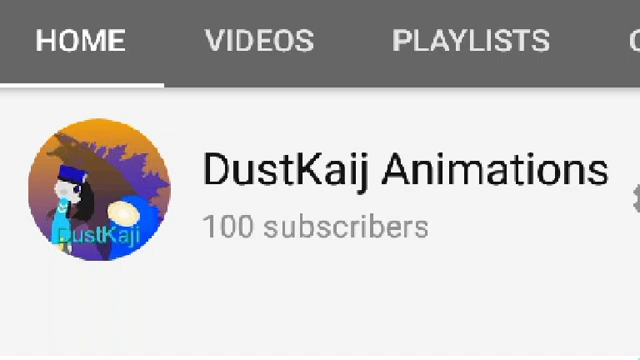 HOME VIDEOS PLAYLISTS
DustKaij Animations
100 subscribers
DustKaji